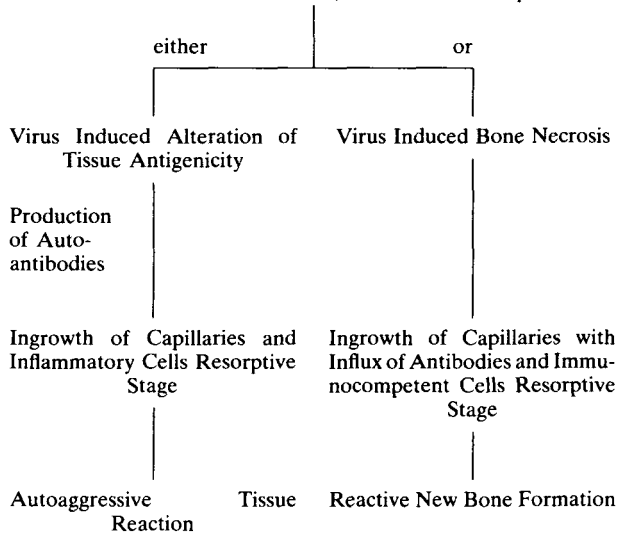 either
or
Virus Induced Alteration of
Tissue Antigenicity
Virus Induced Bone Necrosis
Production
of Auto-
antibodies
Ingrowth of Capillaries and
Inflammatory Cells Resorptive
Stage
Ingrowth of Capillaries with
Influx of Antibodies and Immu-
nocompetent Cells Resorptive
Stage
Autoaggressive Tissue
Reaction
Reactive New Bone Formation